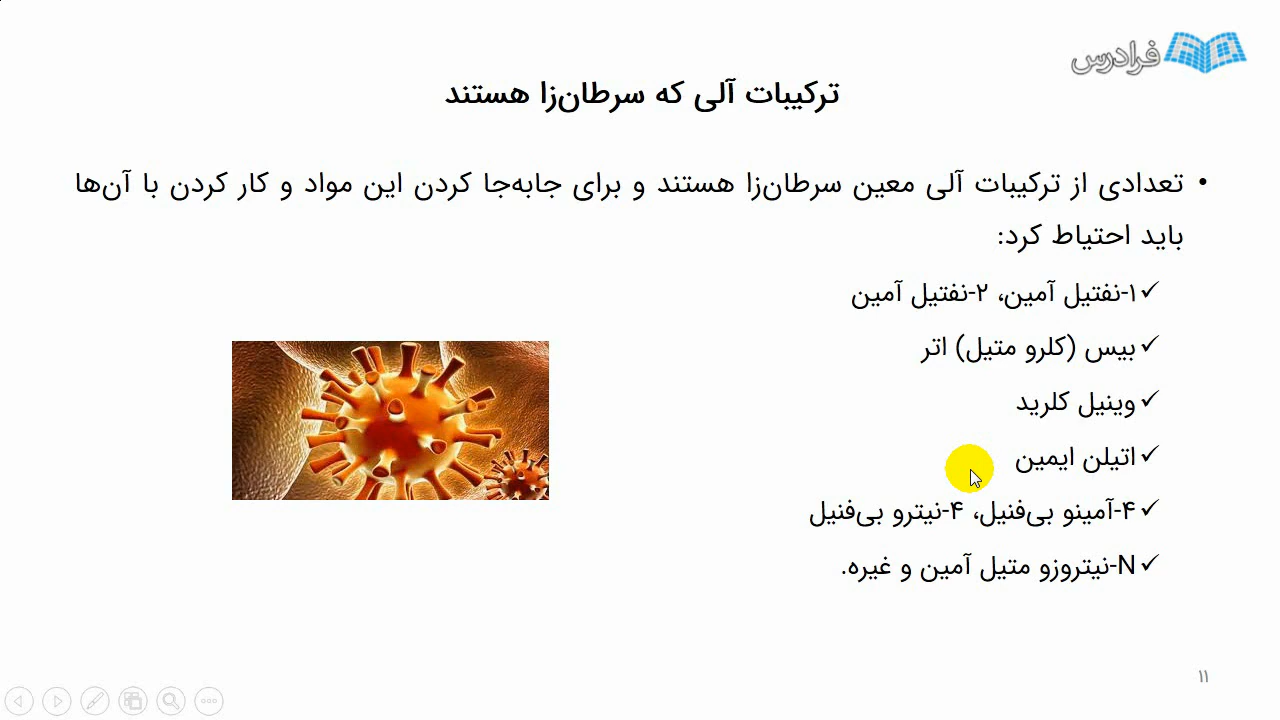 فرادرس
ترکیبات آلی که سرطان‌زا هستند
• تعدادی از ترکیبات آلی معین سرطان‌زا هستند و برای جابه‌جا کردن این مواد و کار کردن با آن‌ها
باید احتیاط کرد:
✓ ۱-نفتیل آمین، ۲-نفتیل آمین
✓ بیس (کلرو متیل) اتر
✓ وینیل کلرید
✓ اتیلن ایمین
✓ ۴-آمینو بی‌فنیل، ۴-نیترو بی‌فنیل
✓ N-نیتروزو متیل آمین و غیره.
۱۱